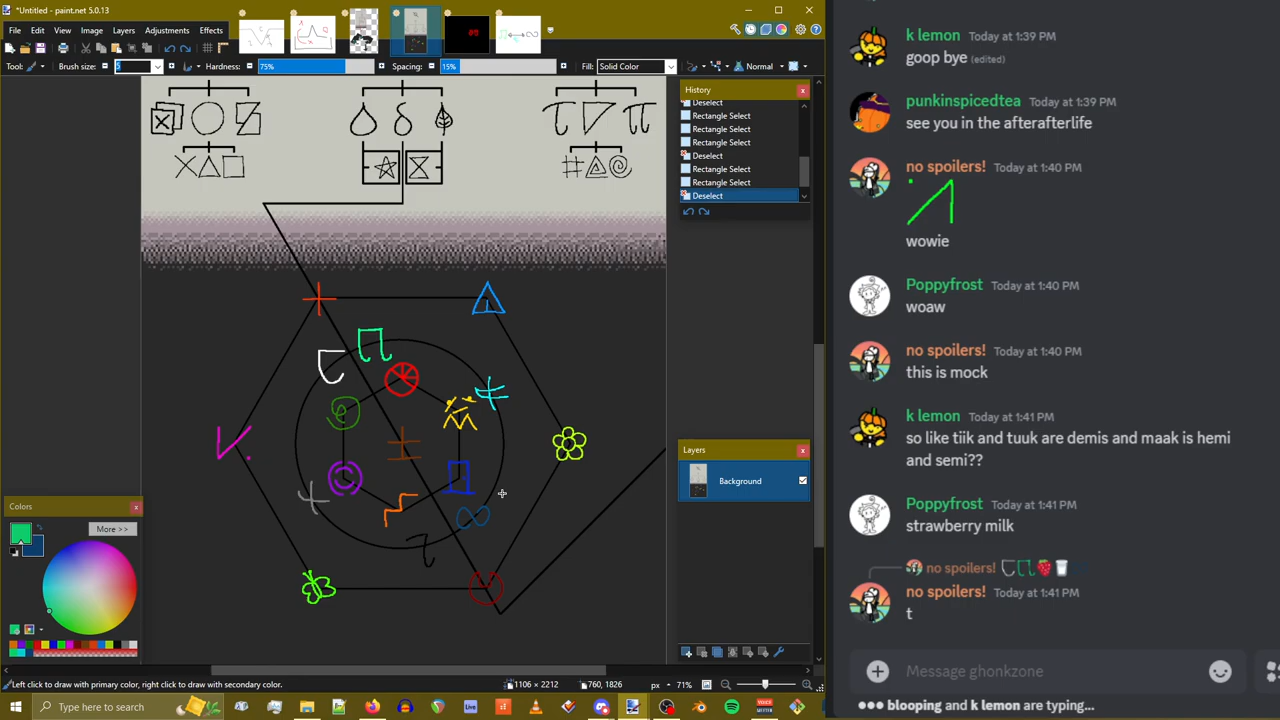 "Untitled - paint.net 5.0.13
File Edit View Image Layers Adjustments Effects
Tool: Brush size: 5 Hardness: 75% Spacing: 15% Fill: Solid Color Normal
History
Deselect
Rectangle Select
Rectangle Select
Rectangle Select
Deselect
Rectangle Select
Rectangle Select
Deselect
Layers
Background
Colors
More >>
Left click to draw with primary color, right click to draw with secondary color.
1106 × 2212
760, 1826
px
71%
Type here to search
Live
k lemon Today at 1:39 PM
goop bye (edited)
punkinspicedtea Today at 1:39 PM
see you in the afterafterlife
no spoilers! Today at 1:40 PM
wowie
Poppyfrost Today at 1:40 PM
woaw
no spoilers! Today at 1:40 PM
this is mock
k lemon Today at 1:41 PM
so like tiik and tuuk are demis and maak is hemi
and semi??
Poppyfrost Today at 1:41 PM
strawberry milk
no spoilers!
no spoilers! Today at 1:41 PM
t
Message ghonkzone
blooping and k lemon are typing...